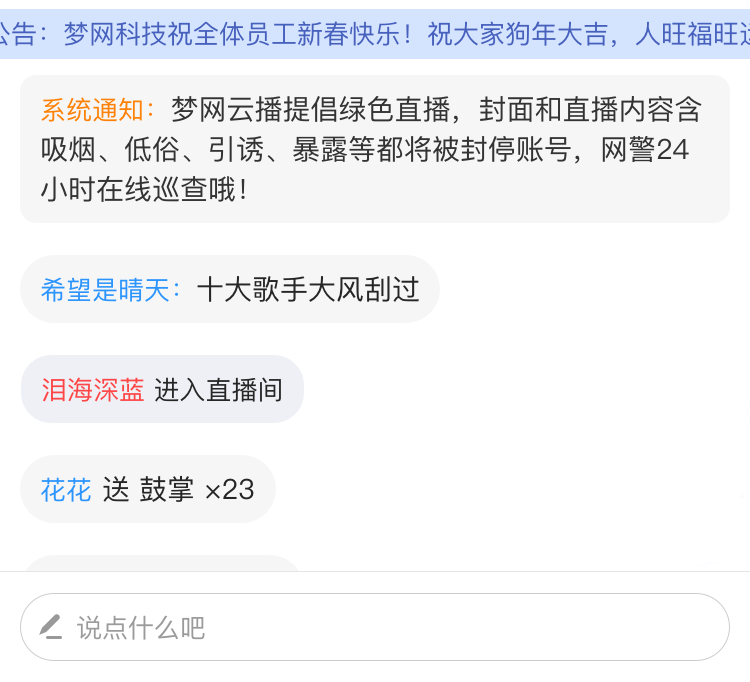 公告：梦网科技祝全体员工新春快乐！祝大家狗年大吉，人旺福旺运
系统通知：梦网云播提倡绿色直播，封面和直播内容含
吸烟、低俗、引诱、暴露等都将被封停账号，网警24
小时在线巡查哦！
希望是晴天：十大歌手大风刮过
泪海深蓝 进入直播间
花花 送 鼓掌 ×23
说点什么吧